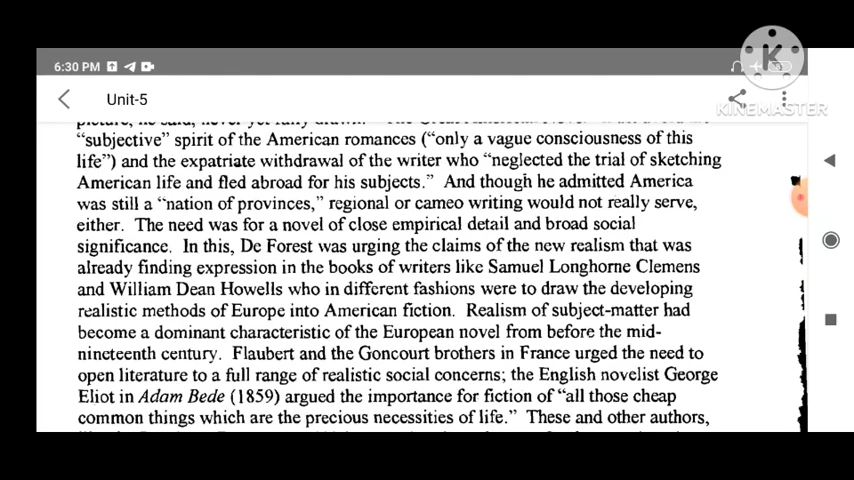 6:30 PM
Unit-5
K
KINEMASTER
picture, he said, never yet fully drawn.
"subjective" spirit of the American romances ("only a vague consciousness of this
life") and the expatriate withdrawal of the writer who "neglected the trial of sketching
American life and fled abroad for his subjects." And though he admitted America
was still a "nation of provinces," regional or cameo writing would not really serve,
either. The need was for a novel of close empirical detail and broad social
significance. In this, De Forest was urging the claims of the new realism that was
already finding expression in the books of writers like Samuel Longhorne Clemens
and William Dean Howells who in different fashions were to draw the developing
realistic methods of Europe into American fiction. Realism of subject-matter had
become a dominant characteristic of the European novel from before the mid-
nineteenth century. Flaubert and the Goncourt brothers in France urged the need to
open literature to a full range of realistic social concerns; the English novelist George
Eliot in Adam Bede (1859) argued the importance for fiction of "all those cheap
common things which are the precious necessities of life." These and other authors,